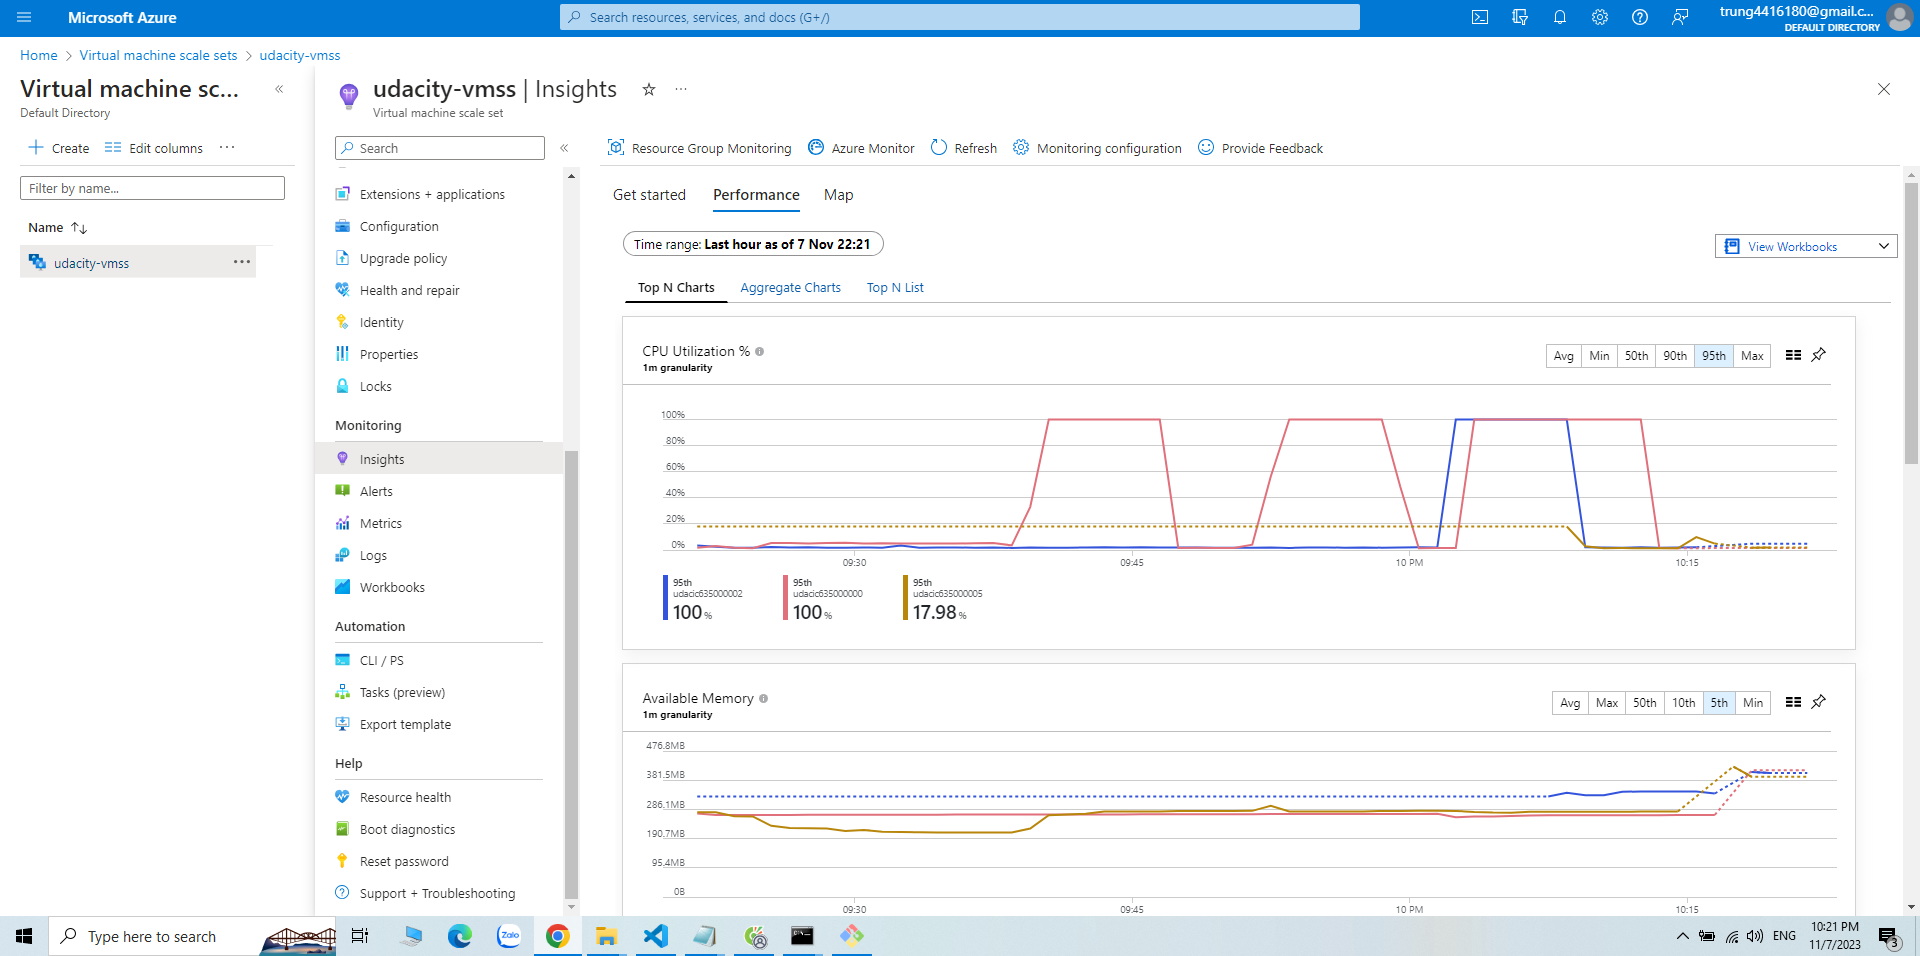 Microsoft Azure
Search resources, services, and docs (G+/)
trung4416180@gmail.c...
DEFAULT DIRECTORY
Home > Virtual machine scale sets > udacity-vmss
Virtual machine sc...
Default Directory
Create
Edit columns
Filter by name...
Name
udacity-vmss
udacity-vmss | Insights
Virtual machine scale set
Search
Extensions + applications
Configuration
Upgrade policy
Health and repair
Identity
Properties
Locks
Monitoring
Insights
Alerts
Metrics
Logs
Workbooks
Automation
CLI / PS
Tasks (preview)
Export template
Help
Resource health
Boot diagnostics
Reset password
Support + Troubleshooting
Resource Group Monitoring
Azure Monitor
Refresh
Monitoring configuration
Provide Feedback
Get started
Performance
Map
Time range: Last hour as of 7 Nov 22:21
View Workbooks
Top N Charts
Aggregate Charts
Top N List
CPU Utilization %
1m granularity
Avg Min 50th 90th 95th Max
100%
80%
60%
40%
20%
0%
09:30 09:45 10 PM 10:15
95th
udacic635000002
100 %
95th
udacic635000000
100 %
95th
udacic635000005
17.98 %
Available Memory
1m granularity
Avg Max 50th 10th 5th Min
476.8MB
381.5MB
286.1MB
190.7MB
95.4MB
0B
09:30 09:45 10 PM 10:15
Type here to search
Zalo
ENG
10:21 PM
11/7/2023
3